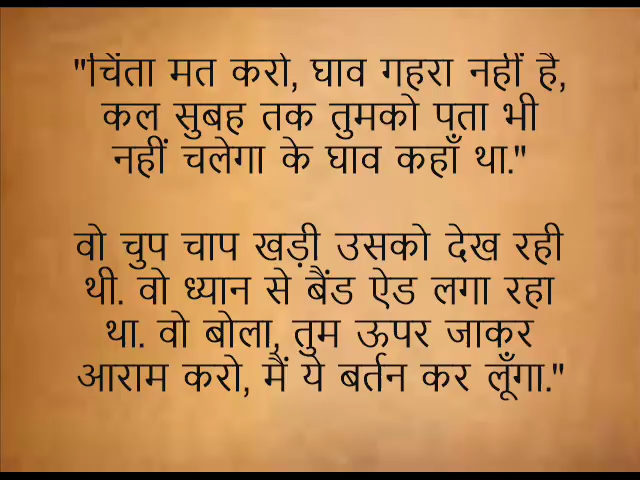 "चिंता मत करो, घाव गहरा नहीं है,
कल सुबह तक तुमको पता भी
नहीं चलेगा के घाव कहाँ था."
वो चुप चाप खड़ी उसको देख रही
थी. वो ध्यान से बैंड ऐड लगा रहा
था. वो बोला, तुम ऊपर जाकर
आराम करो, मैं ये बर्तन कर लूँगा."